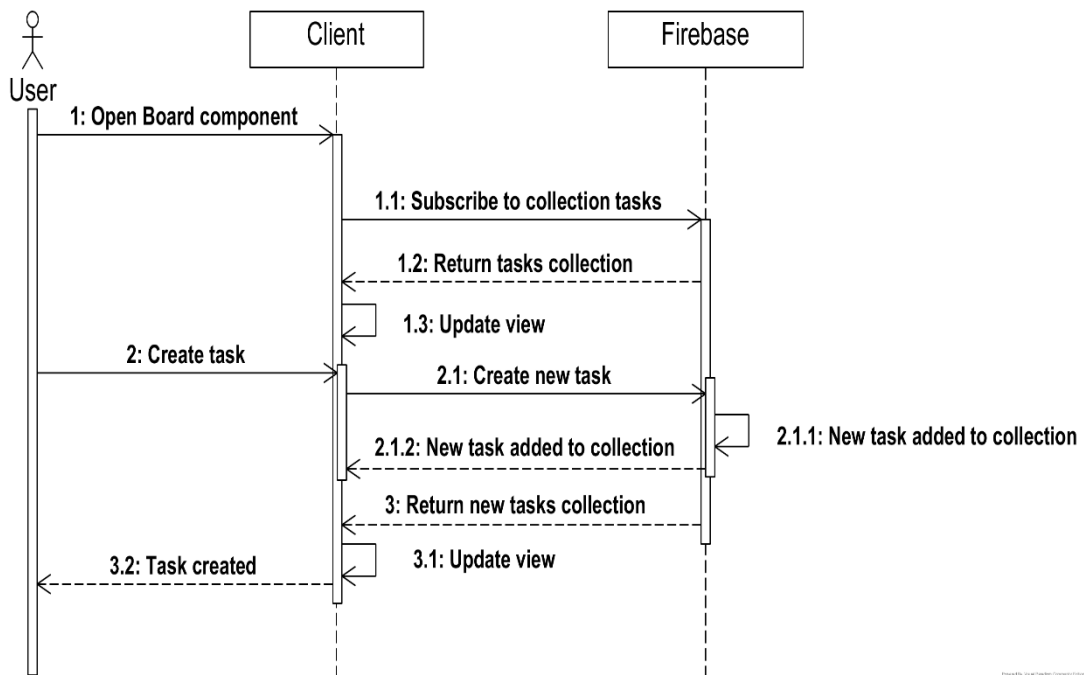 Client
Firebase
User
1: Open Board component
1.1: Subscribe to collection tasks
1.2: Return tasks collection
1.3: Update view
2: Create task
2.1: Create new task
2.1.1: New task added to collection
2.1.2: New task added to collection
3: Return new tasks collection
3.1: Update view
3.2: Task created